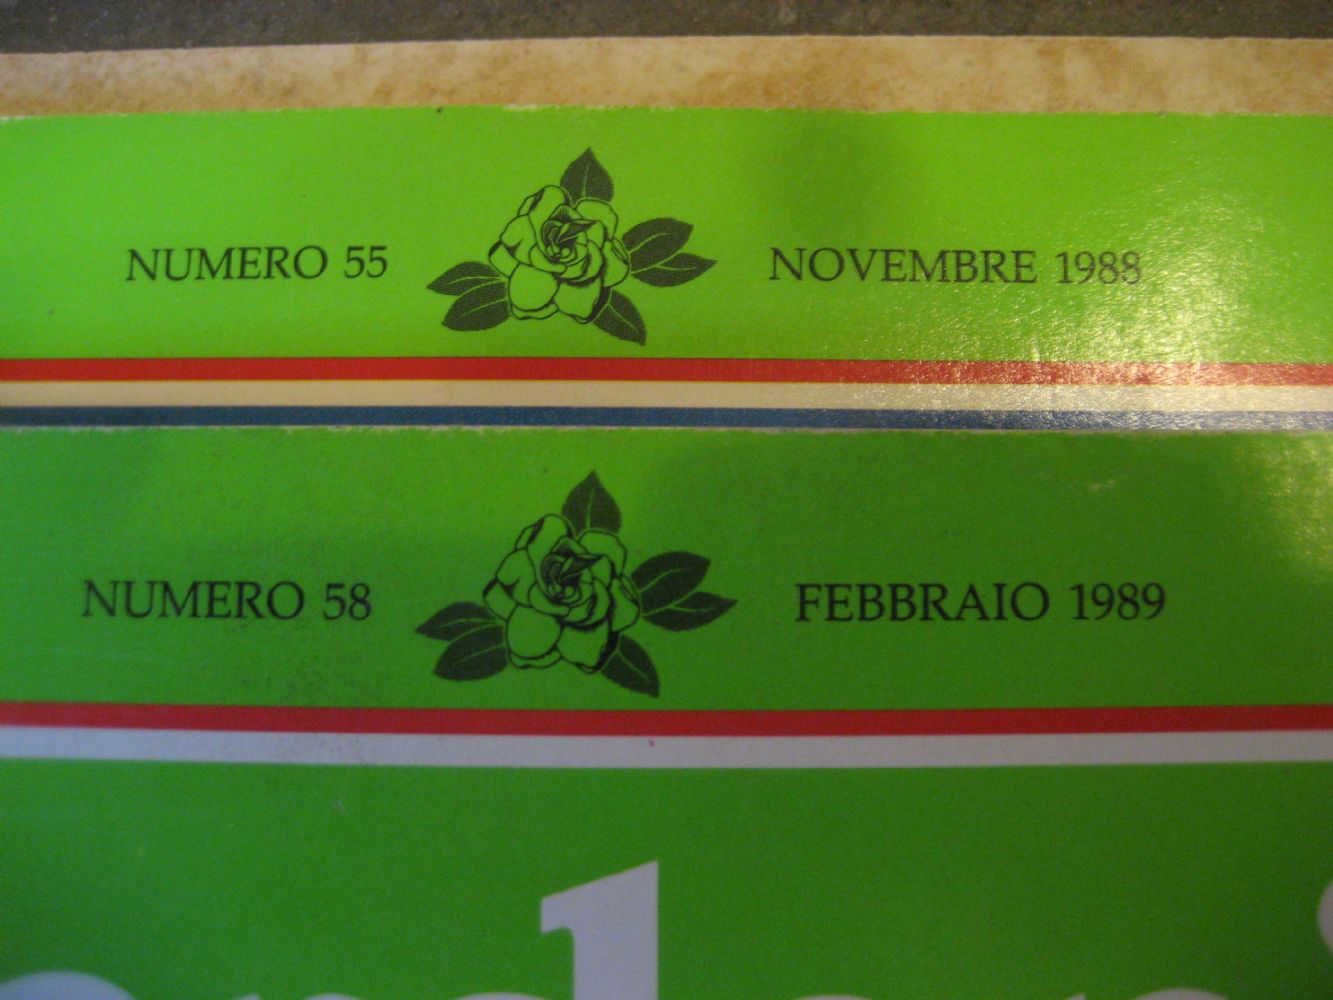 NUMERO 55 NOVEMBRE 1988
NUMERO 58 FEBBRAIO 1989